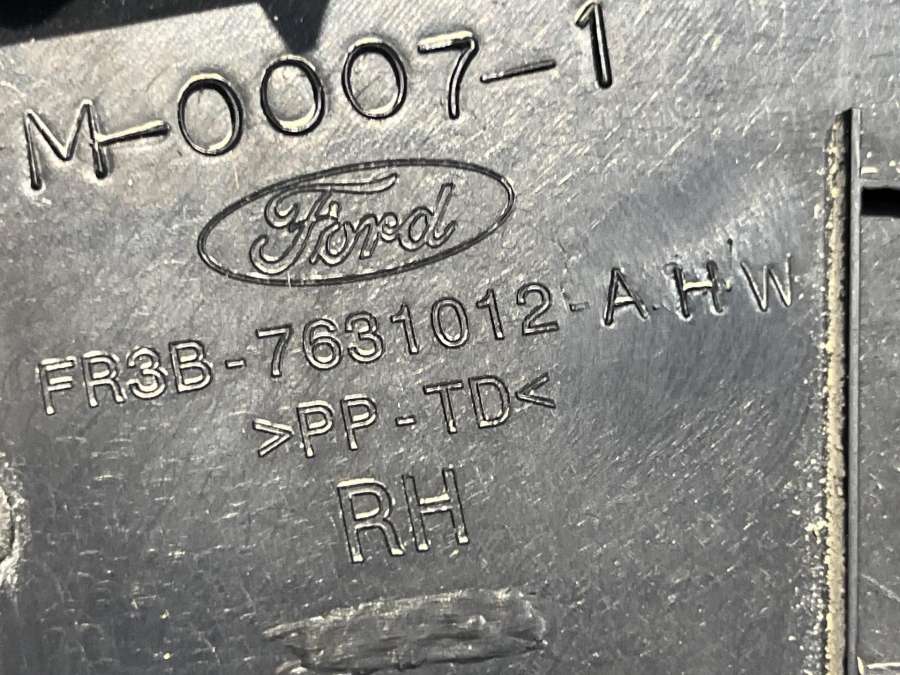 M-0007-1
Ford
FR3B-7631012-AHW
>PP-TD<
RH